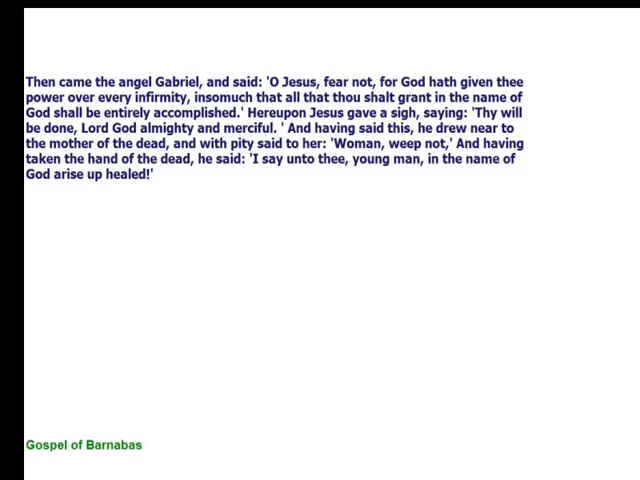 Then came the angel Gabriel, and said: 'O Jesus, fear not, for God hath given thee
power over every infirmity, insomuch that all that thou shalt grant in the name of
God shall be entirely accomplished.' Hereupon Jesus gave a sigh, saying: 'Thy will
be done, Lord God almighty and merciful. ' And having said this, he drew near to
the mother of the dead, and with pity said to her: 'Woman, weep not,' And having
taken the hand of the dead, he said: 'I say unto thee, young man, in the name of
God arise up healed!'
Gospel of Barnabas